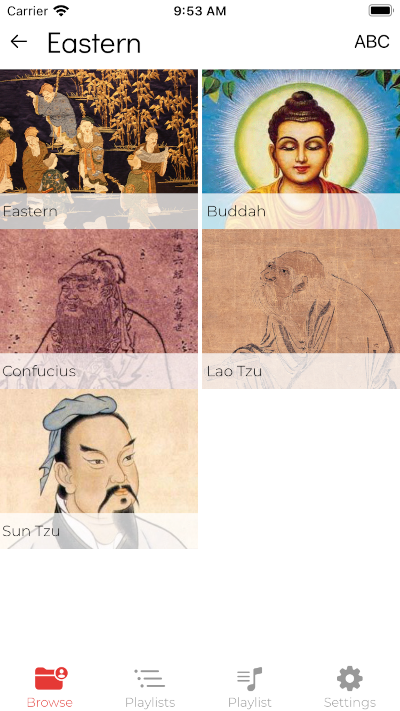 Carrier 9:53 AM
Eastern ABC
Eastern Buddah
Confucius Lao Tzu
Sun Tzu
Browse Playlists Playlist Settings